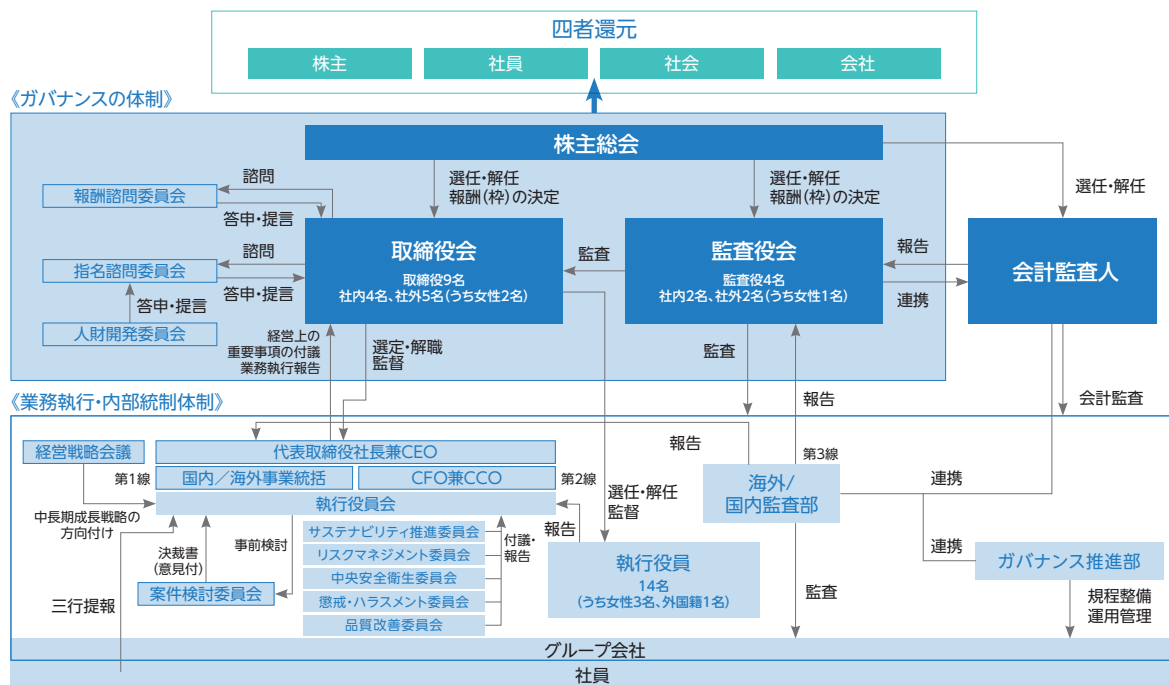 四者還元
株主
社員
社会
会社
《ガバナンスの体制》
株主総会
選任・解任
報酬(枠)の決定
選任・解任
報酬(枠)の決定
選任・解任
報酬諮問委員会
諮問
答申・提言
指名諮問委員会
諮問
答申・提言
答申・提言
人財開発委員会
取締役会
取締役9名
社内4名、社外5名(うち女性2名)
監査
監査役会
監査役4名
社内2名、社外2名(うち女性1名)
報告
連携
会計監査人
経営上の
重要事項の付議
業務執行報告
選定・解職
監督
監査
報告
会計監査
《業務執行・内部統制体制》
経営戦略会議
代表取締役社長兼CEO
報告
第1線
国内/海外事業統括
CFO兼CCO
第2線
執行役員会
中長期成長戦略の
方向付け
決裁書
(意見付)
事前検討
案件検討委員会
三行提報
サステナビリティ推進委員会
リスクマネジメント委員会
中央安全衛生委員会
懲戒・ハラスメント委員会
品質改善委員会
付議・
報告
報告
選任・解任
監督
執行役員
14名
(うち女性3名、外国籍1名)
第3線
海外/
国内監査部
連携
連携
監査
ガバナンス推進部
規程整備
運用管理
グループ会社
社員